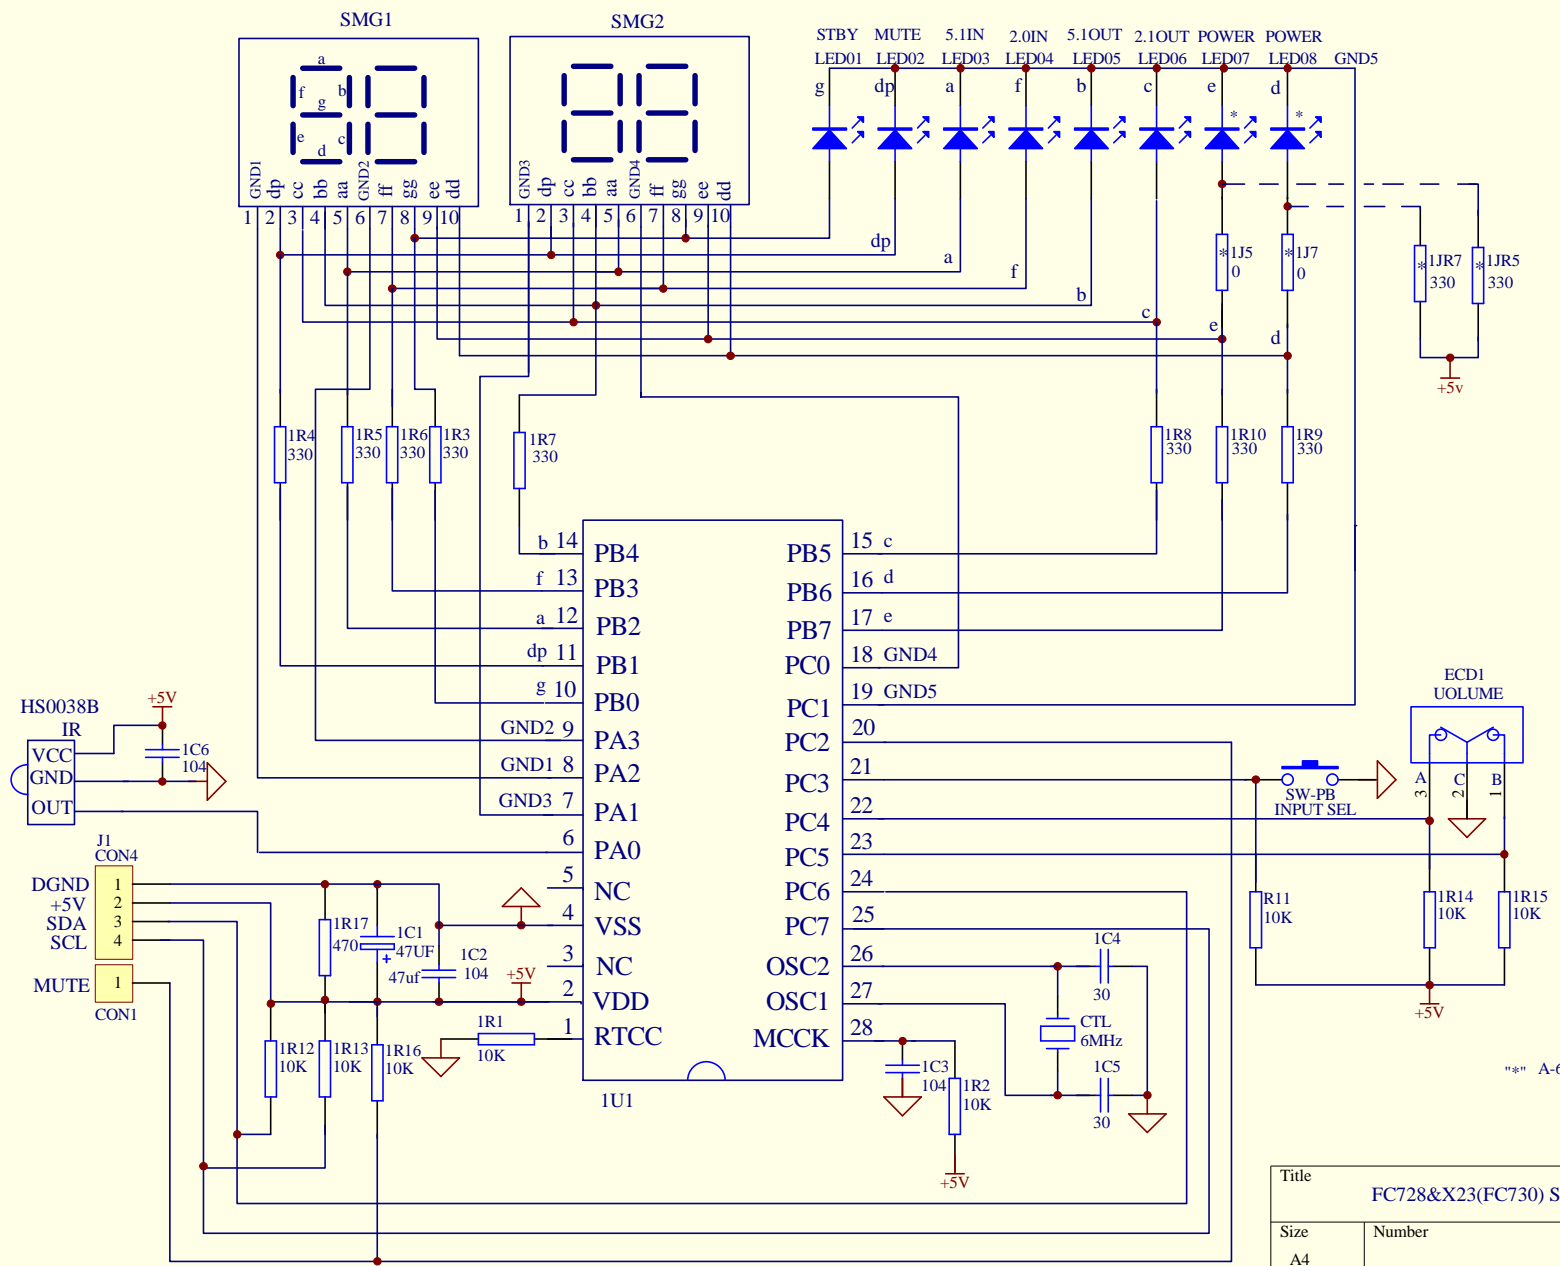 SMG1
SMG2
STBY MUTE 5.1IN 2.0IN 5.1OUT 2.1OUT POWER POWER
LED01 LED02 LED03 LED04 LED05 LED06 LED07 LED08 GND5
g dp a f b c e d
* *
a
f b
g
e c
d
GND1 dp cc bb aa GND2 ff gg ee dd
1 2 3 4 5 6 7 8 9 10
GND3 dp cc bb aa GND4 ff gg ee dd
1 2 3 4 5 6 7 8 9 10
dp
a
f
b
c
e
d
* 1J5
0
* 1J7
0
* 1JR7
330
* 1JR5
330
+5v
1R4
330
1R5
330
1R6
330
1R3
330
1R7
330
1R8
330
1R10
330
1R9
330
b 14 PB4
f 13 PB3
a 12 PB2
dp 11 PB1
g 10 PB0
GND2 9 PA3
GND1 8 PA2
GND3 7 PA1
6 PA0
5 NC
4 VSS
3 NC
2 VDD
1 RTCC
PB5 15 c
PB6 16 d
PB7 17 e
PC0 18 GND4
PC1 19 GND5
PC2 20
PC3 21
PC4 22
PC5 23
PC6 24
PC7 25
OSC2 26
OSC1 27
MCCK 28
1U1
HS0038B
IR
VCC
GND
OUT
+5V
1C6
104
J1
CON4
DGND 1
+5V 2
SDA 3
SCL 4
MUTE 1
CON1
1R17
470
1C1
47UF
+
47uf
1C2
104
+5V
1R1
10K
1R12
10K
1R13
10K
1R16
10K
1C3
104
1R2
10K
+5V
1C4
30
CTL
6MHz
1C5
30
SW-PB
INPUT SEL
ECD1
UOLUME
A C B
3 2 1
R11
10K
1R14
10K
1R15
10K
+5V
"*" A-6
Title
FC728&X23(FC730) S
Size Number
A4